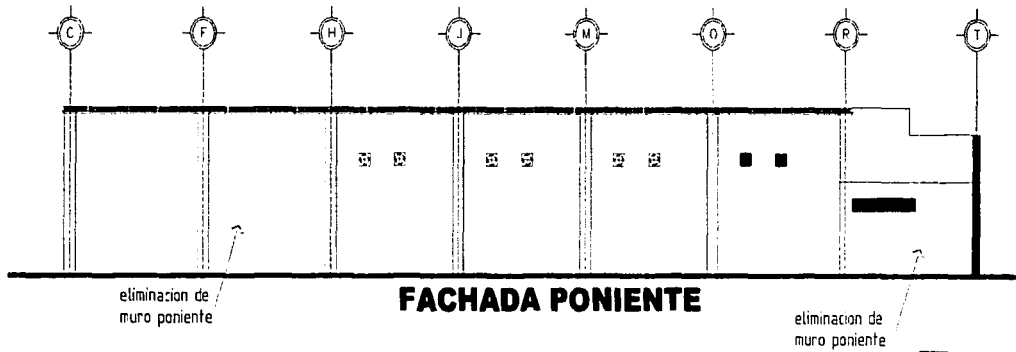 C F H J M O R T
FACHADA PONIENTE
eliminacion de
muro poniente
eliminacion de
muro poniente